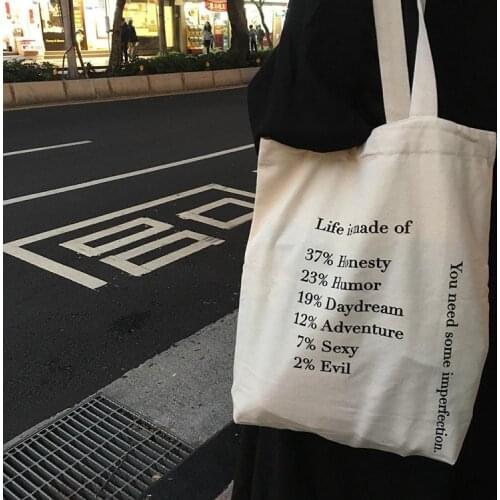 Life is made of
37% Honesty
23% Humor
19% Daydream
12% Adventure
7% Sexy
2% Evil
You need some imperfection.